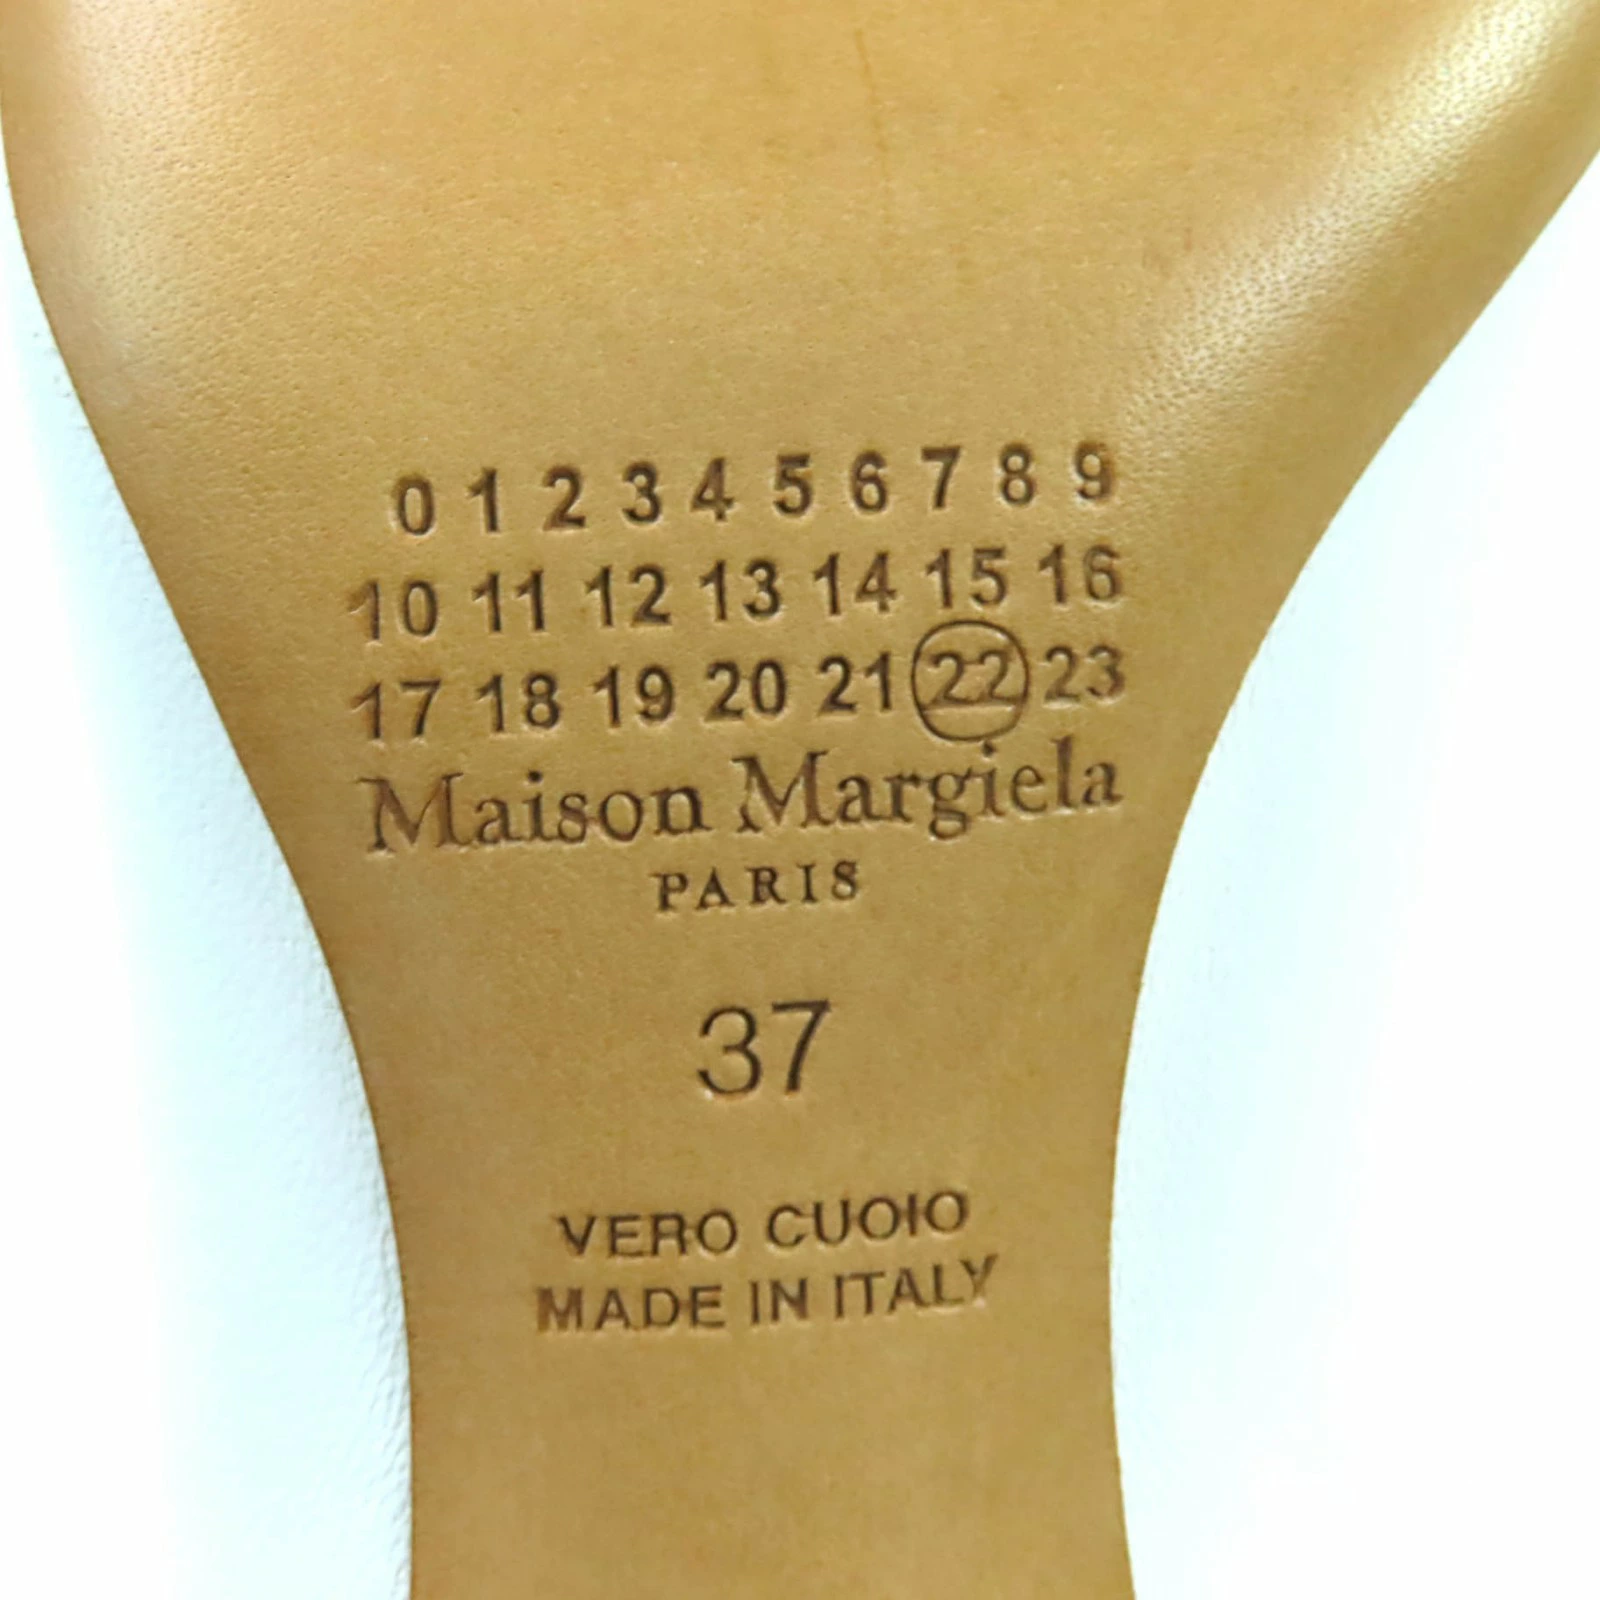 0 1 2 3 4 5 6 7 8 9
10 11 12 13 14 15 16
17 18 19 20 21 22 23
Maison Margiela
PARIS
37
VERO CUOIO
MADE IN ITALY